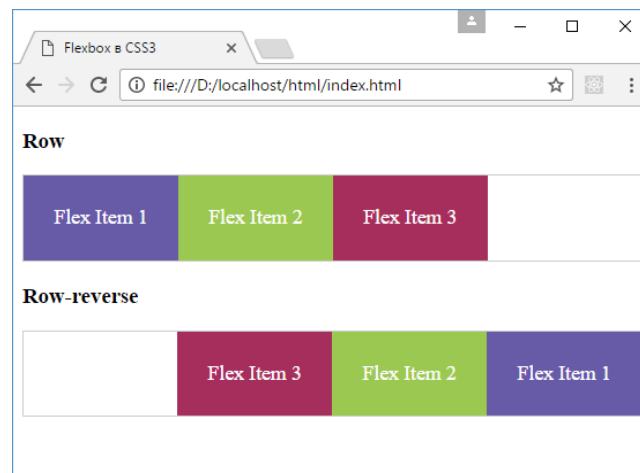 Flexbox в CSS3
file:///D:/localhost/html/index.html
Row
Flex Item 1 Flex Item 2 Flex Item 3
Row-reverse
Flex Item 3 Flex Item 2 Flex Item 1